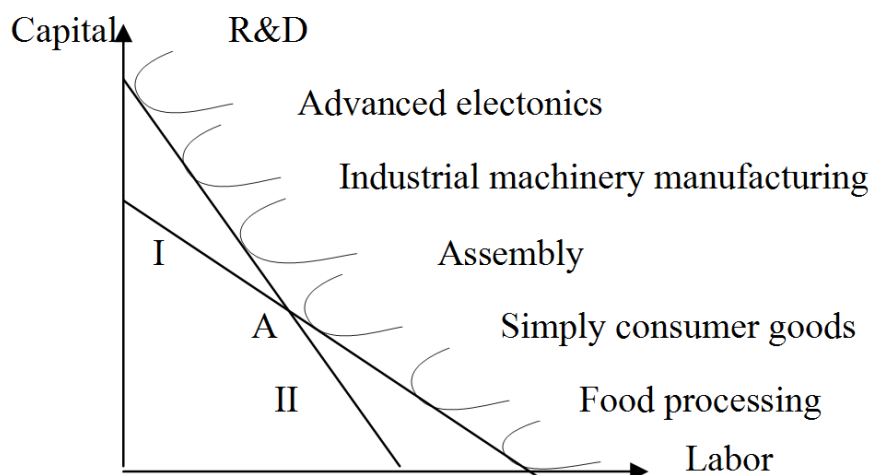 Capital R&D
Advanced electonics
Industrial machinery manufacturing
I Assembly
A Simply consumer goods
II Food processing
Labor